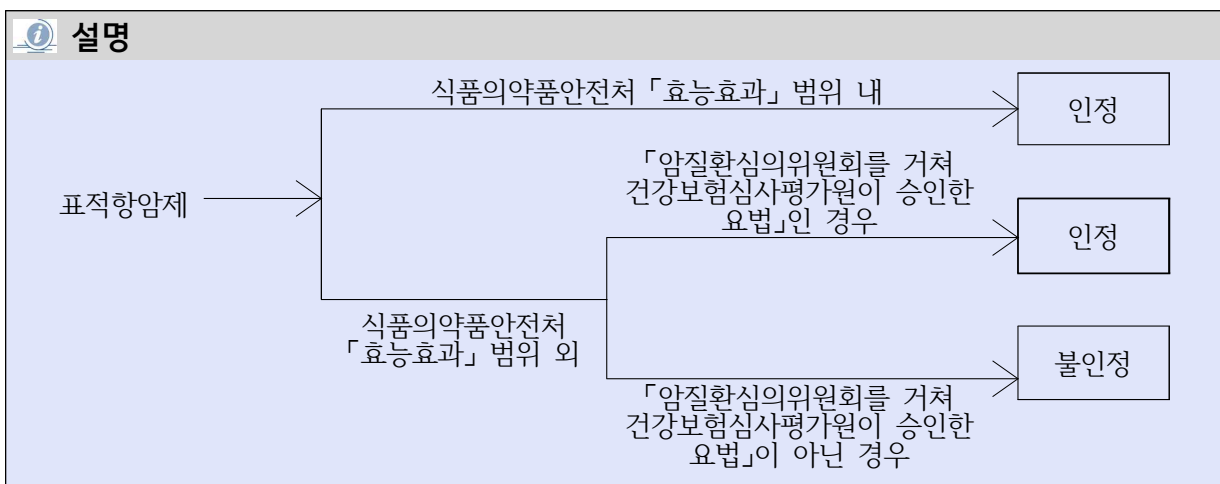 설명
식품의약품안전처「효능효과」범위 내
인정
「암질환심의위원회를 거쳐
건강보험심사평가원이 승인한
요법」인 경우
표적항암제
인정
식품의약품안전처
「효능효과」범위 외
불인정
「암질환심의위원회를 거쳐
건강보험심사평가원이 승인한
요법」이 아닌 경우